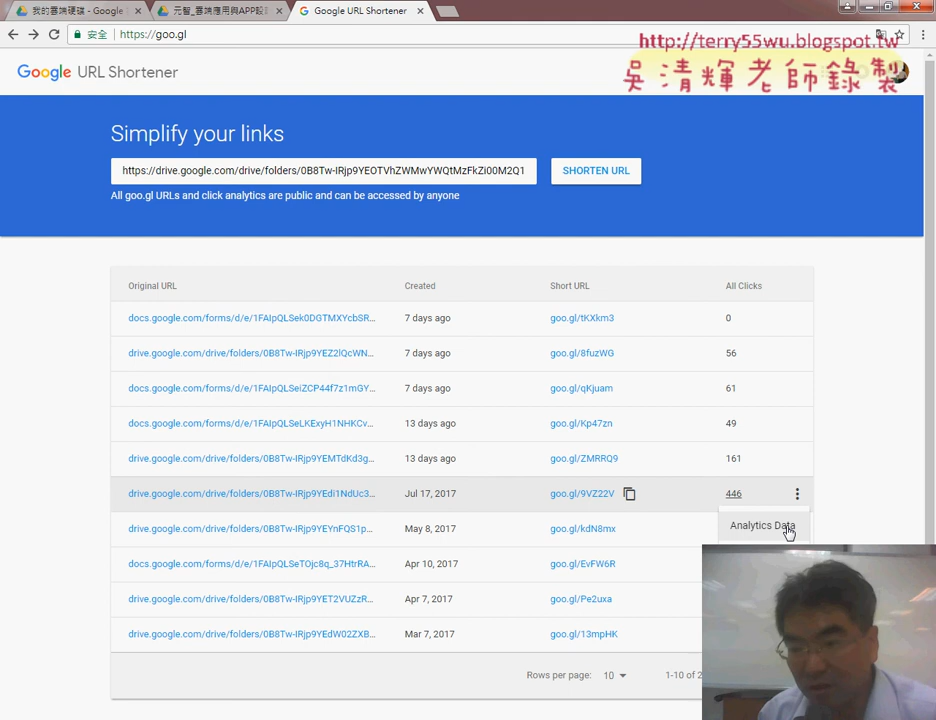 我的雲端硬碟 - Google
元智_雲端應用與APP設
Google URL Shortener
安全 https://goo.gl
http://terry55wu.blogspot.tw
吳清輝老師錄製
Google URL Shortener
Simplify your links
https://drive.google.com/drive/folders/0B8Tw-IRjp9YEOTVhZWMwYWQtMzFkZi00M2Q1
SHORTEN URL
All goo.gl URLs and click analytics are public and can be accessed by anyone
Original URL Created Short URL All Clicks
docs.google.com/forms/d/e/1FAIpQLSek0DGTMXYcbSR... 7 days ago goo.gl/tKXkm3 0
drive.google.com/drive/folders/0B8Tw-IRjp9YEZ2lQcWN... 7 days ago goo.gl/8fuzWG 56
docs.google.com/forms/d/e/1FAIpQLSeiZCP44f7z1mGY... 7 days ago goo.gl/qKjuam 61
docs.google.com/forms/d/e/1FAIpQLSeLKExyH1NHKCv... 13 days ago goo.gl/Kp47zn 49
drive.google.com/drive/folders/0B8Tw-IRjp9YEMTdKd3g... 13 days ago goo.gl/ZMRRQ9 161
drive.google.com/drive/folders/0B8Tw-IRjp9YEdi1NdUc3... Jul 17, 2017 goo.gl/9VZ22V 446
Analytics Data
drive.google.com/drive/folders/0B8Tw-IRjp9YEYnFQS1p... May 8, 2017 goo.gl/kdN8mx
docs.google.com/forms/d/e/1FAIpQLSeTOjc8q_37HtrRA... Apr 10, 2017 goo.gl/EvFW6R
drive.google.com/drive/folders/0B8Tw-IRjp9YET2VUZzR... Apr 7, 2017 goo.gl/Pe2uxa
drive.google.com/drive/folders/0B8Tw-IRjp9YEdW02ZXB... Mar 7, 2017 goo.gl/13mpHK
Rows per page: 10 1-10 of 2